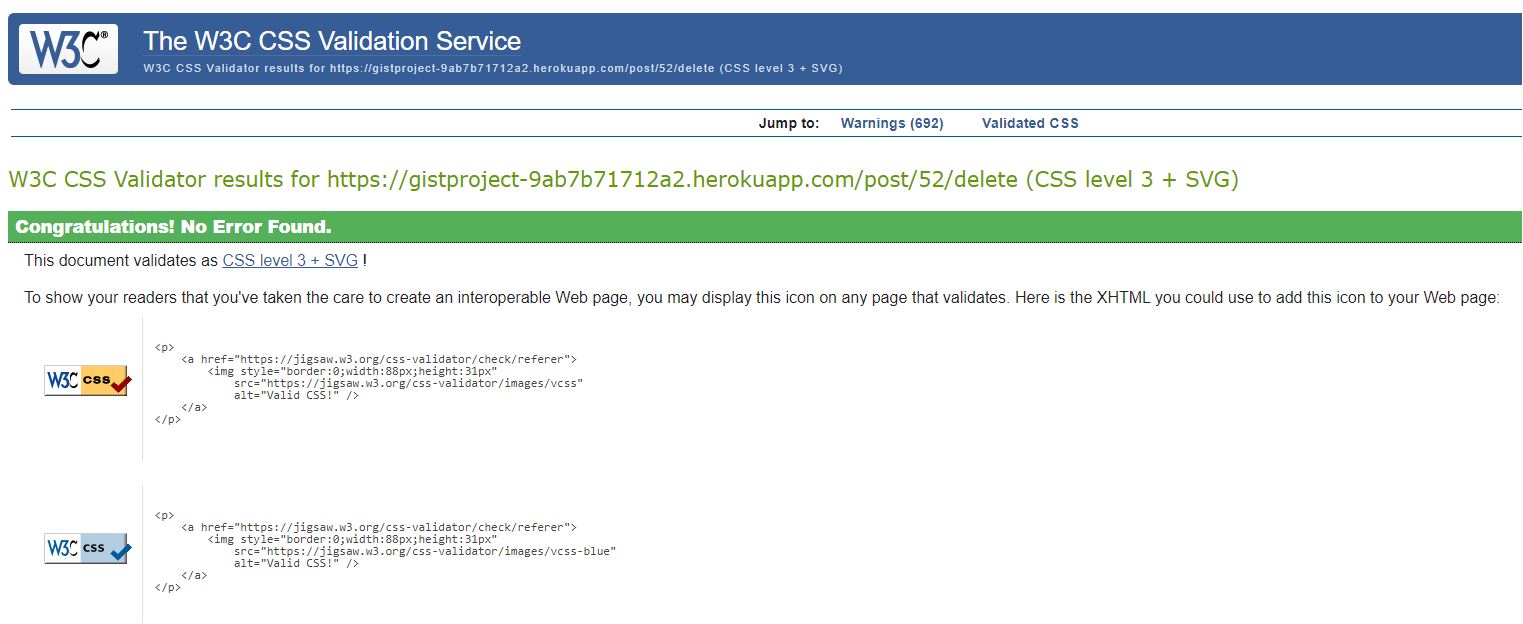 W3C® The W3C CSS Validation Service
W3C CSS Validator results for https://gistproject-9ab7b71712a2.herokuapp.com/post/52/delete (CSS level 3 + SVG)
Jump to: Warnings (692) Validated CSS
W3C CSS Validator results for https://gistproject-9ab7b71712a2.herokuapp.com/post/52/delete (CSS level 3 + SVG)
Congratulations! No Error Found.
This document validates as CSS level 3 + SVG !
To show your readers that you've taken the care to create an interoperable Web page, you may display this icon on any page that validates. Here is the XHTML you could use to add this icon to your Web page:
W3C css
<p>
<a href="https://jigsaw.w3.org/css-validator/check/referer">
<img style="border:0;width:88px;height:31px"
src="https://jigsaw.w3.org/css-validator/images/vcss"
alt="Valid CSS!" />
</a>
</p>
W3C css
<p>
<a href="https://jigsaw.w3.org/css-validator/check/referer">
<img style="border:0;width:88px;height:31px"
src="https://jigsaw.w3.org/css-validator/images/vcss-blue"
alt="Valid CSS!" />
</a>
</p>